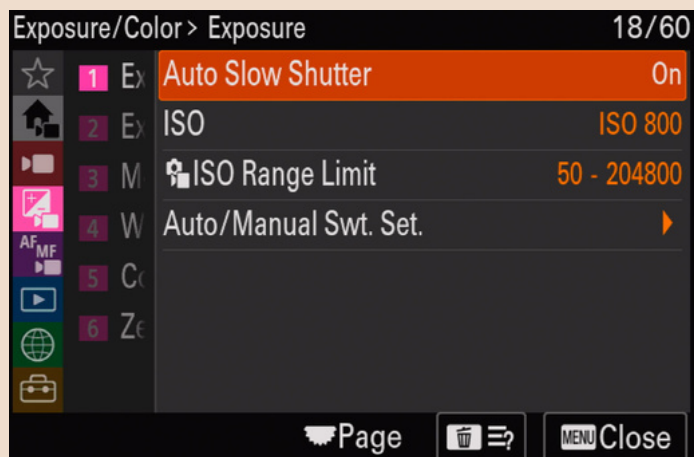 Exposure/Color > Exposure 18/60
1 Ex Auto Slow Shutter On
2 Ex ISO ISO 800
3 M ISO Range Limit 50 - 204800
4 W Auto/Manual Swt. Set.
AF MF
5 Co
6 Ze
Page ? MENU Close